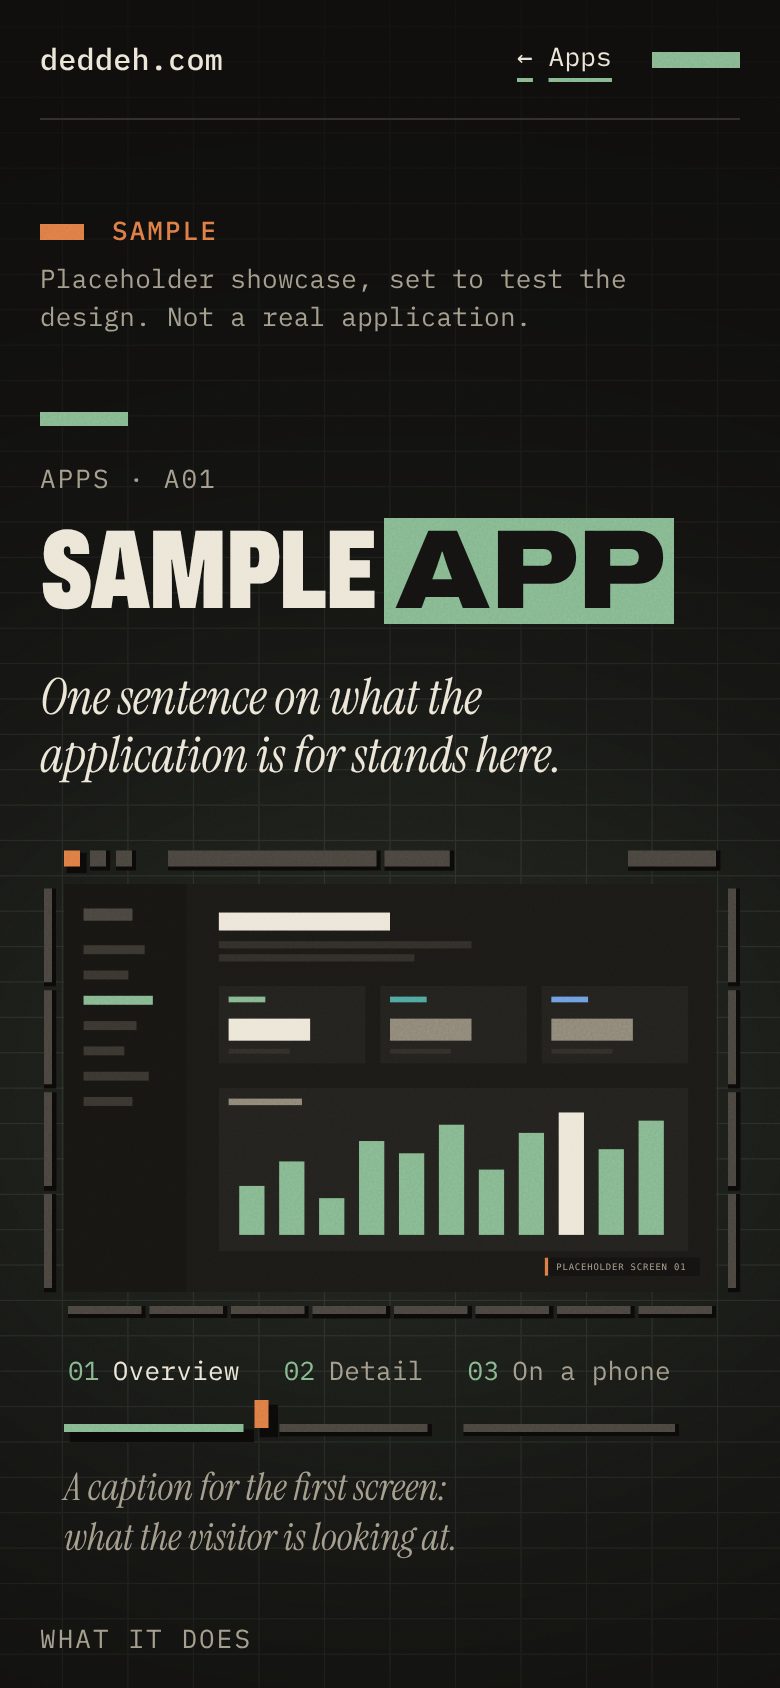 deddeh.com
← Apps
SAMPLE
Placeholder showcase, set to test the
design. Not a real application.
APPS · A01
SAMPLE APP
One sentence on what the
application is for stands here.
PLACEHOLDER SCREEN 01
01 Overview 02 Detail 03 On a phone
A caption for the first screen:
what the visitor is looking at.
WHAT IT DOES